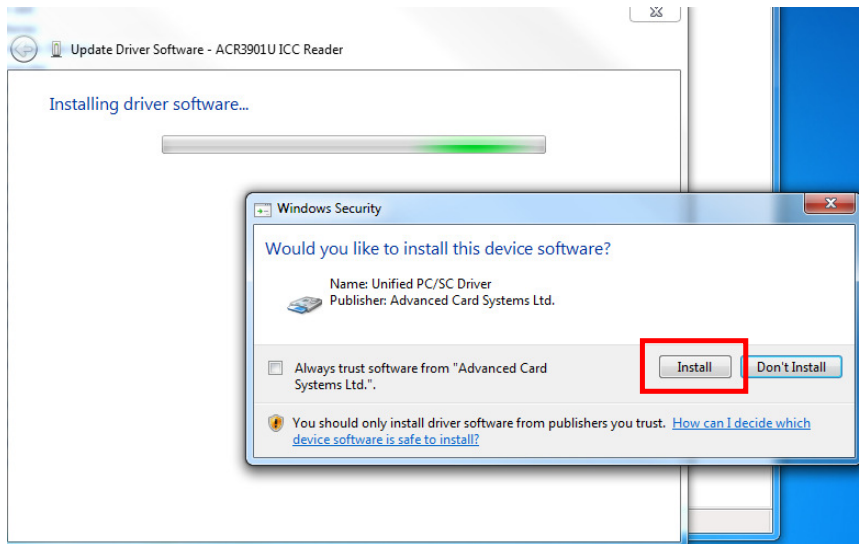 Update Driver Software - ACR3901U ICC Reader
Installing driver software...
Windows Security
Would you like to install this device software?
Name: Unified PC/SC Driver
Publisher: Advanced Card Systems Ltd.
Always trust software from "Advanced Card
Systems Ltd.".
Install
Don't Install
You should only install driver software from publishers you trust. How can I decide which
device software is safe to install?